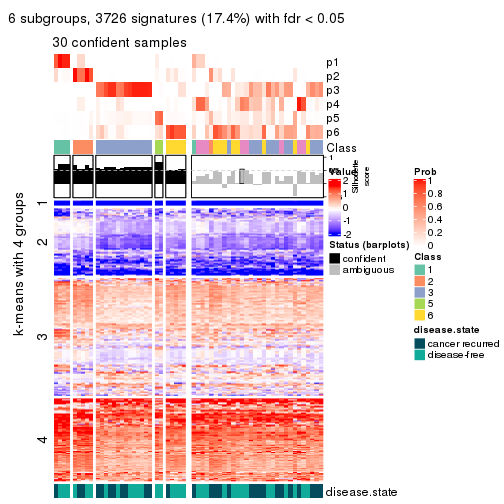 6 subgroups, 3726 signatures (17.4%) with fdr < 0.05
30 confident samples
p1
p2
p3
p4
p5
p6
Class
1
Value
2
1
0
-1
-2
Silhouette
score
Prob
1
0.8
0.6
0.4
0.2
0
Status (barplots)
confident
ambiguous
Class
1
2
3
5
6
disease.state
cancer recurred
disease-free
k-means with 4 groups
1
2
3
4
disease.state